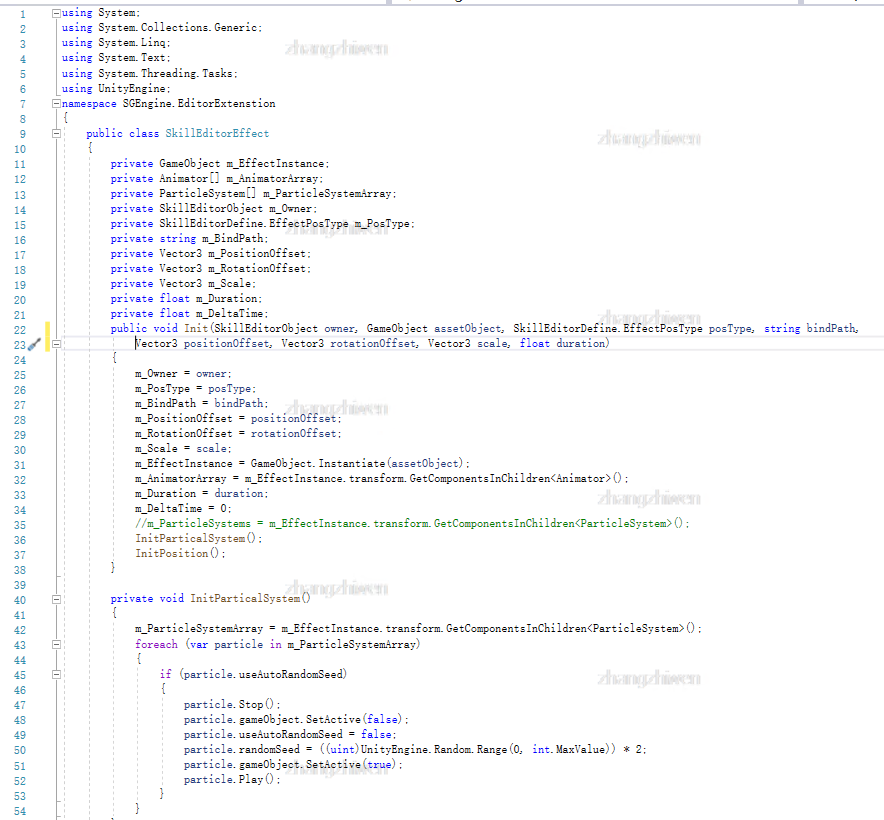 1 using System;
2 using System.Collections.Generic;
3 using System.Linq;
4 using System.Text;
5 using System.Threading.Tasks;
6 using UnityEngine;
7 namespace SGEngine.EditorExtenstion
8 {
9 public class SkillEditorEffect
10 {
11 private GameObject m_EffectInstance;
12 private Animator[] m_AnimatorArray;
13 private ParticleSystem[] m_ParticleSystemArray;
14 private SkillEditorObject m_Owner;
15 private SkillEditorDefine.EffectPosType m_PosType;
16 private string m_BindPath;
17 private Vector3 m_PositionOffset;
18 private Vector3 m_RotationOffset;
19 private Vector3 m_Scale;
20 private float m_Duration;
21 private float m_DeltaTime;
22 public void Init(SkillEditorObject owner, GameObject assetObject, SkillEditorDefine.EffectPosType posType, string bindPath,
23 Vector3 positionOffset, Vector3 rotationOffset, Vector3 scale, float duration)
24 {
25 m_Owner = owner;
26 m_PosType = posType;
27 m_BindPath = bindPath;
28 m_PositionOffset = positionOffset;
29 m_RotationOffset = rotationOffset;
30 m_Scale = scale;
31 m_EffectInstance = GameObject.Instantiate(assetObject);
32 m_AnimatorArray = m_EffectInstance.transform.GetComponentsInChildren<Animator>();
33 m_Duration = duration;
34 m_DeltaTime = 0;
35 //m_ParticleSystems = m_EffectInstance.transform.GetComponentsInChildren<ParticleSystem>();
36 InitParticalSystem();
37 InitPosition();
38 }
39
40 private void InitParticalSystem()
41 {
42 m_ParticleSystemArray = m_EffectInstance.transform.GetComponentsInChildren<ParticleSystem>();
43 foreach (var particle in m_ParticleSystemArray)
44 {
45 if (particle.useAutoRandomSeed)
46 {
47 particle.Stop();
48 particle.gameObject.SetActive(false);
49 particle.useAutoRandomSeed = false;
50 particle.randomSeed = ((uint)UnityEngine.Random.Range(0, int.MaxValue)) * 2;
51 particle.gameObject.SetActive(true);
52 particle.Play();
53 }
54 }
zhangzhiwen
zhangzhiwen
zhangzhiwen
zhangzhiwen
zhangzhiwen
zhangzhiwen
zhangzhiwen
zhangzhiwen
zhangzhiwen